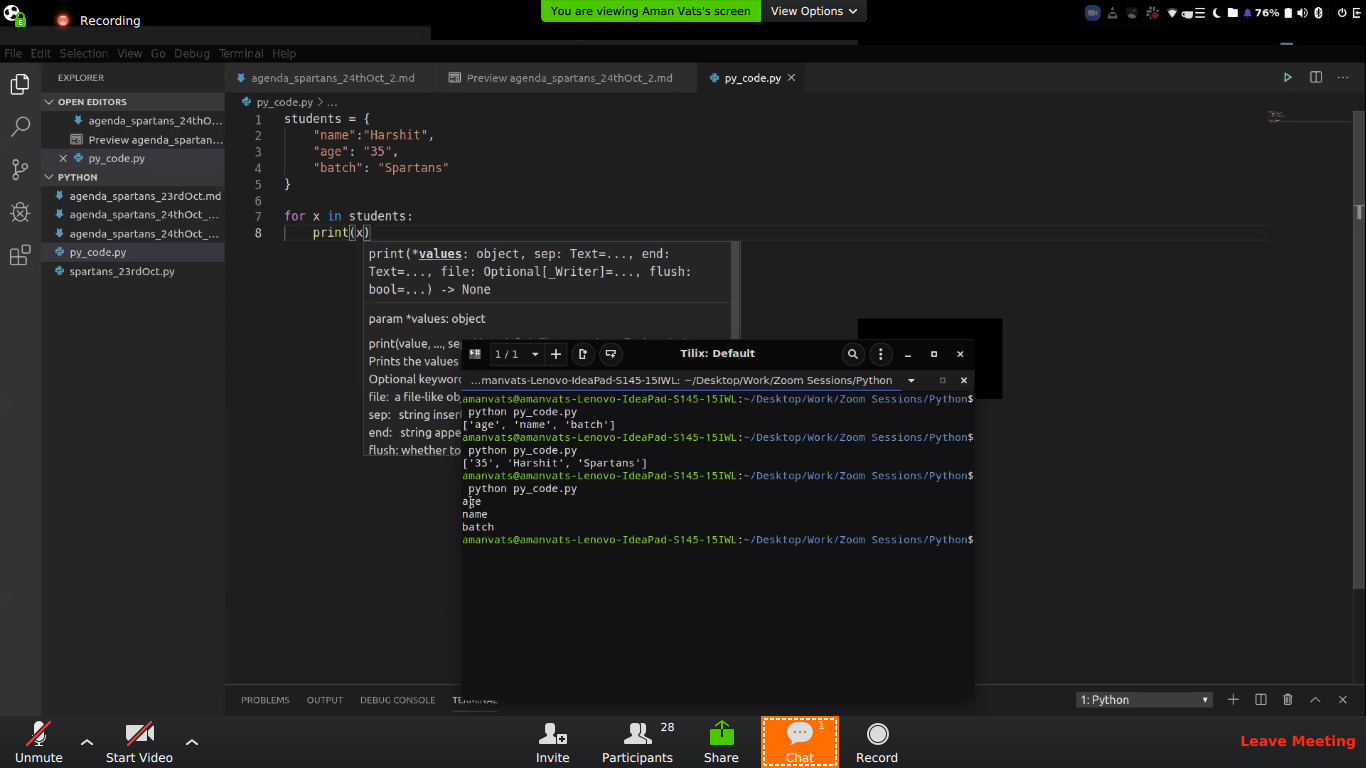 Recording
You are viewing Aman Vats's screen
View Options
76%
File Edit Selection View Go Debug Terminal Help
EXPLORER
OPEN EDITORS
agenda_spartans_24thO...
Preview agenda_spartan...
py_code.py
PYTHON
agenda_spartans_23rdOct.md
agenda_spartans_24thOct_...
agenda_spartans_24thOct_...
py_code.py
spartans_23rdOct.py
agenda_spartans_24thOct_2.md
Preview agenda_spartans_24thOct_2.md
py_code.py
py_code.py > ...
1 students = {
2 "name":"Harshit",
3 "age": "35",
4 "batch": "Spartans"
5 }
6
7 for x in students:
8 print(x)
print(*values: object, sep: Text=..., end:
Text=..., file: Optional[_Writer]=..., flush:
bool=...) -> None
param *values: object
print(value, ..., se
Prints the values
Optional keywor
file: a file-like ob
sep: string inser
end: string appe
flush: whether to
1 / 1
Tilix: Default
...manvats-Lenovo-IdeaPad-S145-15IWL: ~/Desktop/Work/Zoom Sessions/Python
amanvats@amanvats-Lenovo-IdeaPad-S145-15IWL:~/Desktop/Work/Zoom Sessions/Python$
python py_code.py
['age', 'name', 'batch']
amanvats@amanvats-Lenovo-IdeaPad-S145-15IWL:~/Desktop/Work/Zoom Sessions/Python$
python py_code.py
['35', 'Harshit', 'Spartans']
amanvats@amanvats-Lenovo-IdeaPad-S145-15IWL:~/Desktop/Work/Zoom Sessions/Python$
python py_code.py
age
name
batch
amanvats@amanvats-Lenovo-IdeaPad-S145-15IWL:~/Desktop/Work/Zoom Sessions/Python$
PROBLEMS OUTPUT DEBUG CONSOLE TERMINAL
1: Python
Unmute
Start Video
Invite
Participants
28
Share
Chat
1
Record
Leave Meeting